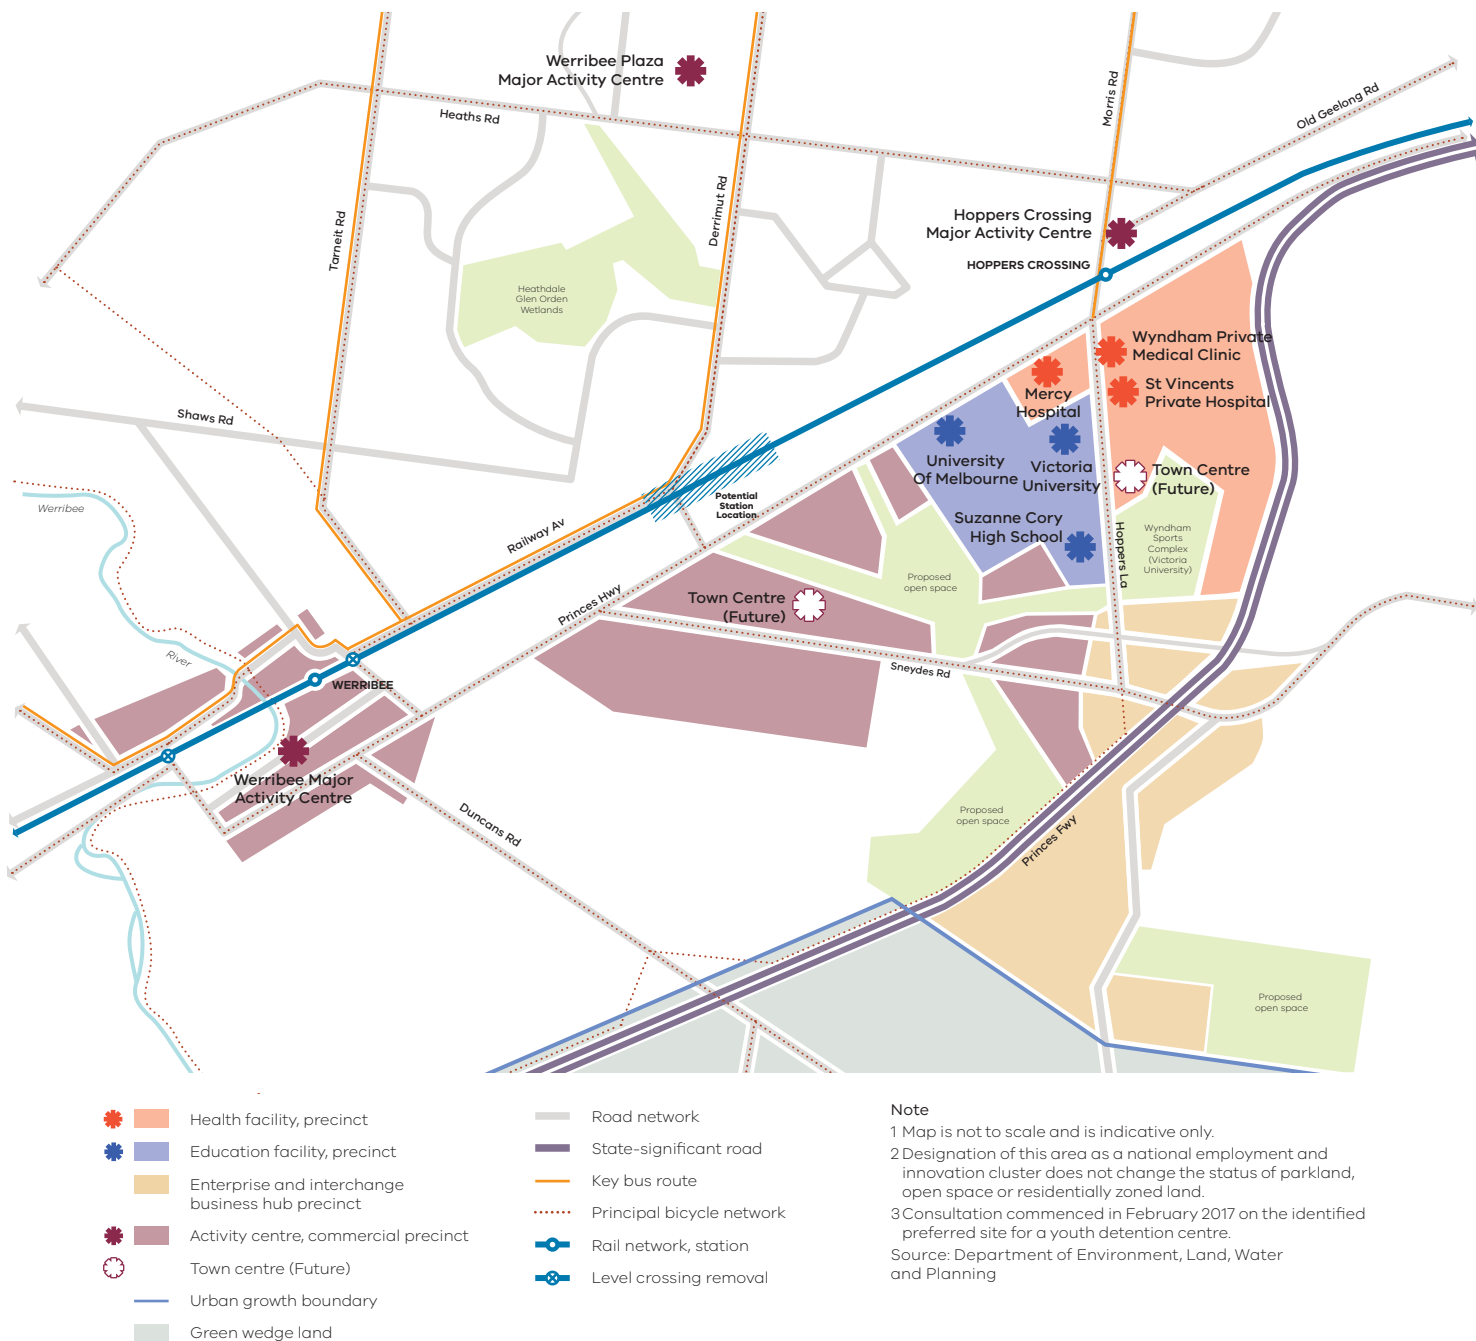 Werribee Plaza
Major Activity Centre
Heaths Rd
Morris Rd
Old Geelong Rd
Tarneit Rd
Derrimut Rd
Hoppers Crossing
Major Activity Centre
HOPPERS CROSSING
Heathdale
Glen Orden
Wetlands
Wyndham Private
Medical Clinic
St Vincents
Private Hospital
Mercy
Hospital
Shaws Rd
University
Of Melbourne
Victoria
University
Town Centre
(Future)
Potential
Station
Location
Werribee
Railway Av
Suzanne Cory
High School
Hoppers La
Wyndham
Sports
Complex
(Victoria
University)
Proposed
open space
Princes Hwy
Town Centre
(Future)
River
WERRIBEE
Sneydes Rd
Werribee Major
Activity Centre
Duncans Rd
Proposed
open space
Princes Fwy
Proposed
open space
Health facility, precinct
Education facility, precinct
Enterprise and interchange
business hub precinct
Activity centre, commercial precinct
Town centre (Future)
Urban growth boundary
Green wedge land
Road network
State-significant road
Key bus route
Principal bicycle network
Rail network, station
Level crossing removal
Note
1 Map is not to scale and is indicative only.
2 Designation of this area as a national employment and
innovation cluster does not change the status of parkland,
open space or residentially zoned land.
3 Consultation commenced in February 2017 on the identified
preferred site for a youth detention centre.
Source: Department of Environment, Land, Water
and Planning